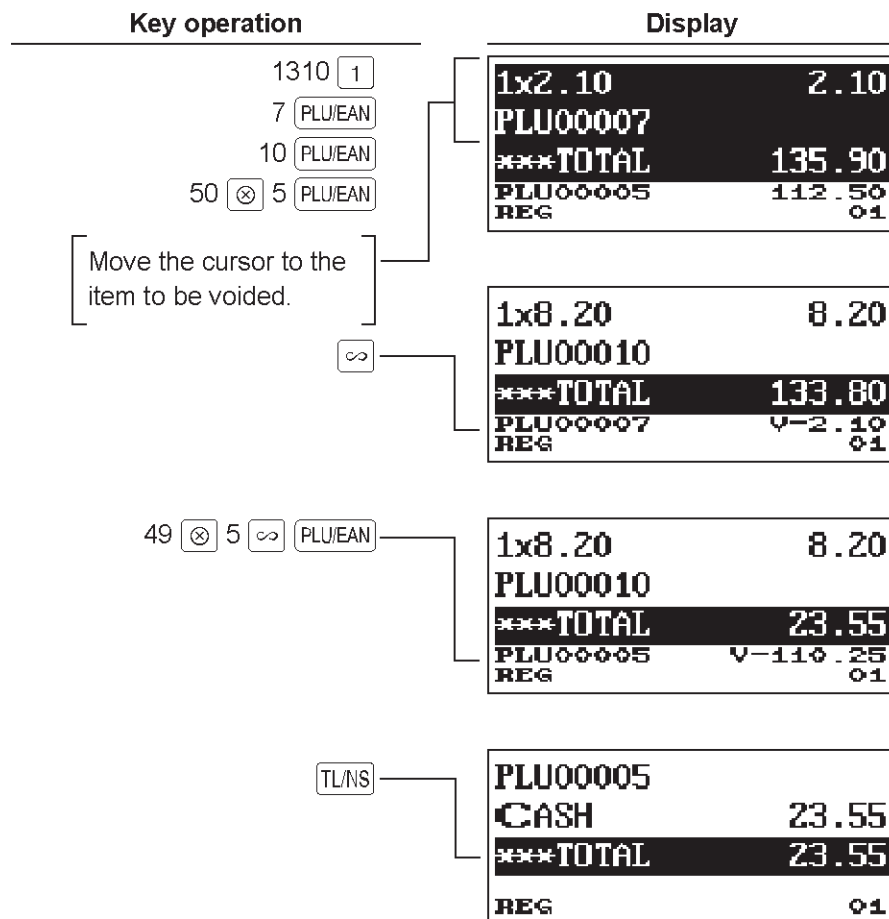 Key operation
Display
1310 1
7 PLU/EAN
10 PLU/EAN
50 ⊗ 5 PLU/EAN
Move the cursor to the
item to be voided.
1x2.10 2.10
PLU00007
***TOTAL 135.90
PLU00005 112.50
REG 01
∾
1x8.20 8.20
PLU00010
***TOTAL 133.80
PLU00007 V-2.10
REG 01
49 ⊗ 5 ∾ PLU/EAN
1x8.20 8.20
PLU00010
***TOTAL 23.55
PLU00005 V-110.25
REG 01
TL/NS
PLU00005
CASH 23.55
***TOTAL 23.55
REG 01